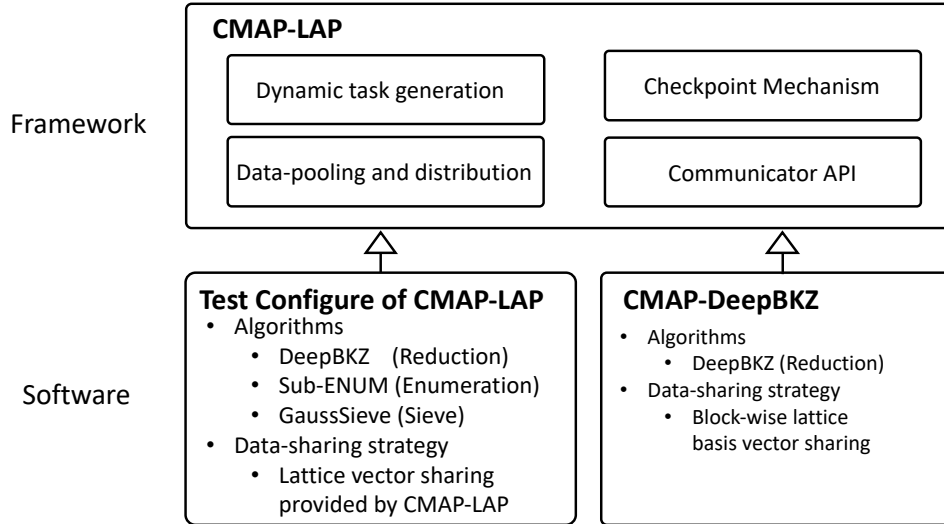 CMAP-LAP
Dynamic task generation
Checkpoint Mechanism
Framework
Data-pooling and distribution
Communicator API
Test Configure of CMAP-LAP
• Algorithms
• DeepBKZ (Reduction)
• Sub-ENUM (Enumeration)
• GaussSieve (Sieve)
• Data-sharing strategy
• Lattice vector sharing
provided by CMAP-LAP
CMAP-DeepBKZ
• Algorithms
• DeepBKZ (Reduction)
• Data-sharing strategy
• Block-wise lattice
basis vector sharing
Software